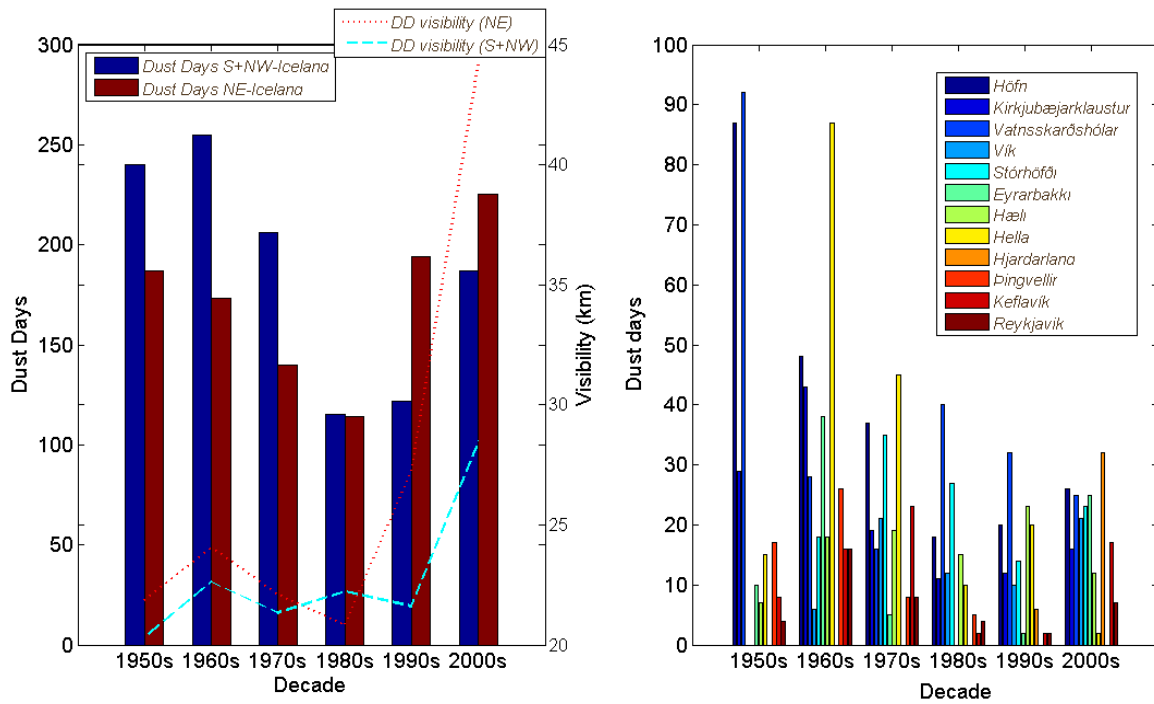 DD visibility (NE)
DD visibility (S+NW)
Dust Days S+NW-Iceland
Dust Days NE-Iceland
300
250
200
150
100
50
0
Dust Days
45
40
35
30
25
20
Visibility (km)
1950s 1960s 1970s 1980s 1990s 2000s
Decade
100
90
80
70
60
50
40
30
20
10
0
Dust days
Höfn
Kirkjubæjarklaustur
Vatnsskarðshólar
Vík
Stórhöfði
Eyrarbakki
Hæli
Hella
Hjardarland
Þingvellir
Keflavík
Reykjavik
1950s 1960s 1970s 1980s 1990s 2000s
Decade